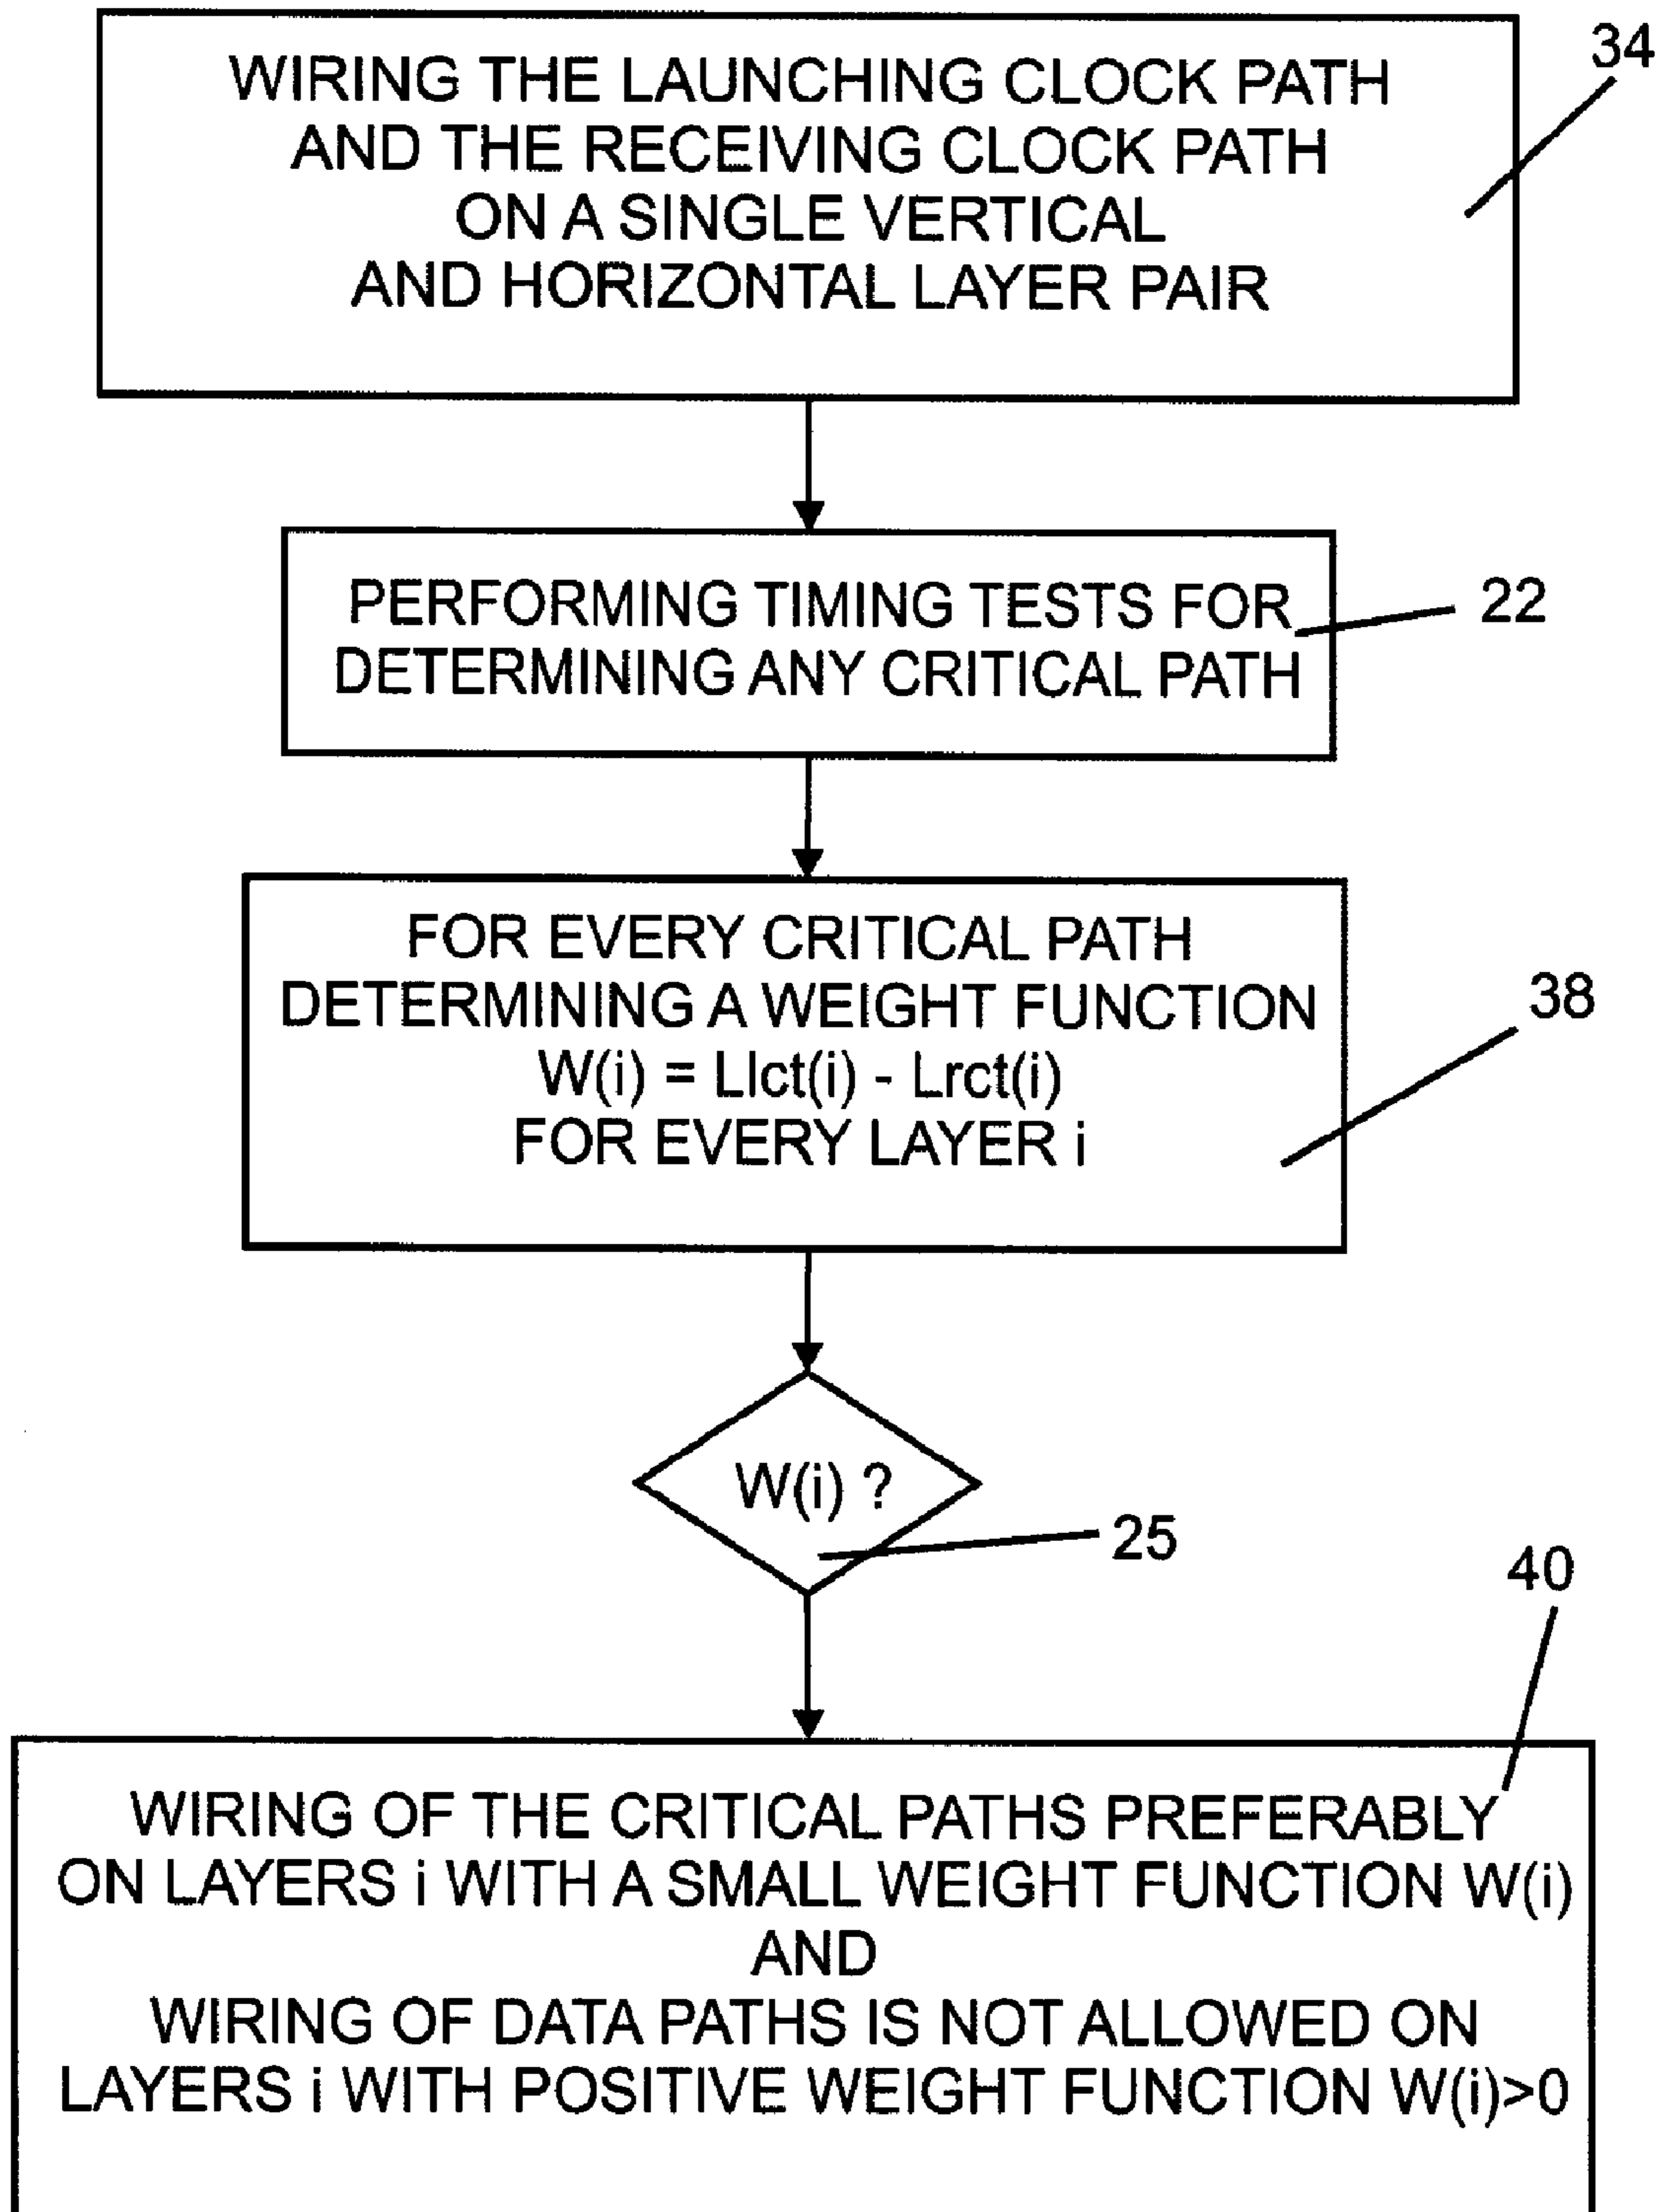 34
WIRING THE LAUNCHING CLOCK PATH
AND THE RECEIVING CLOCK PATH
ON A SINGLE VERTICAL
AND HORIZONTAL LAYER PAIR
PERFORMING TIMING TESTS FOR
DETERMINING ANY CRITICAL PATH
22
FOR EVERY CRITICAL PATH
DETERMINING A WEIGHT FUNCTION
W(i) = Llct(i) - Lrct(i)
FOR EVERY LAYER i
38
W(i) ?
25
40
WIRING OF THE CRITICAL PATHS PREFERABLY
ON LAYERS i WITH A SMALL WEIGHT FUNCTION W(i)
AND
WIRING OF DATA PATHS IS NOT ALLOWED ON
LAYERS i WITH POSITIVE WEIGHT FUNCTION W(i)>0